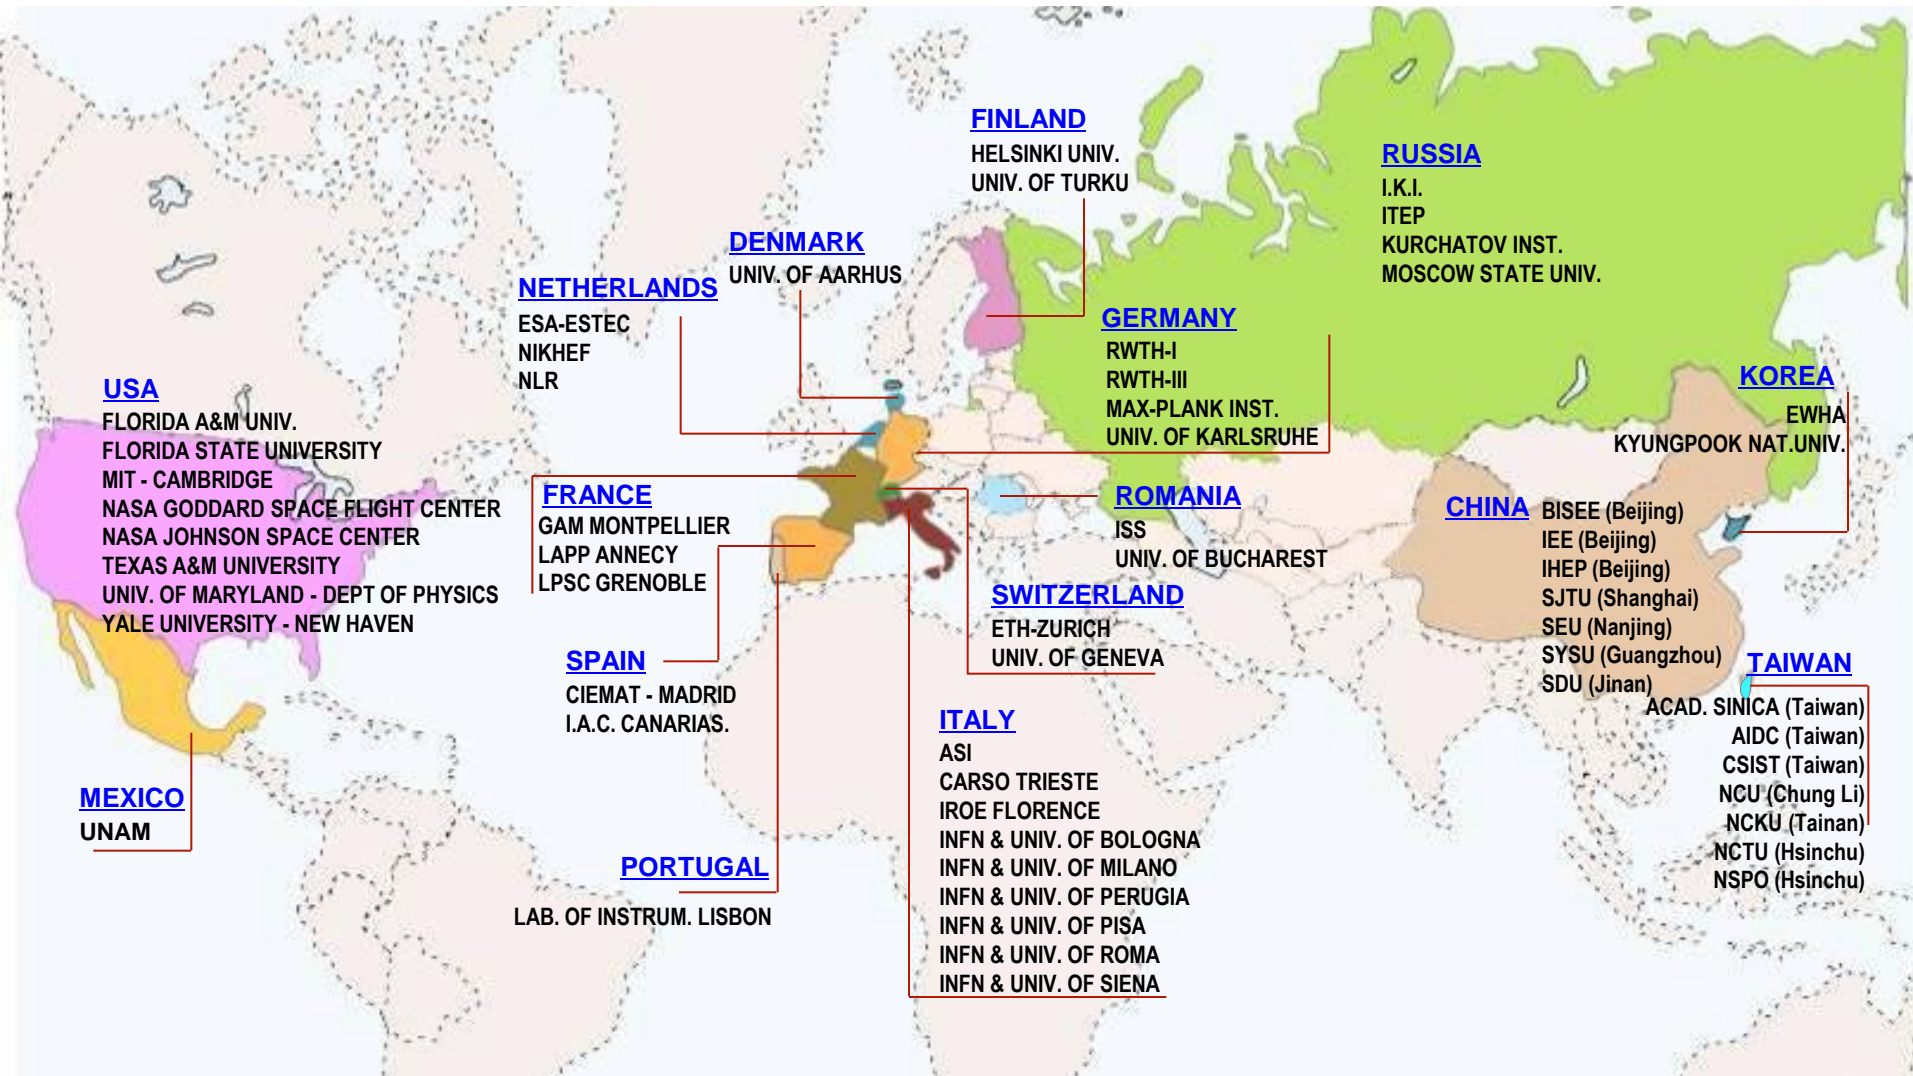 FINLAND
HELSINKI UNIV.
UNIV. OF TURKU
RUSSIA
I.K.I.
ITEP
KURCHATOV INST.
MOSCOW STATE UNIV.
DENMARK
UNIV. OF AARHUS
NETHERLANDS
ESA-ESTEC
NIKHEF
NLR
GERMANY
RWTH-I
RWTH-III
MAX-PLANK INST.
UNIV. OF KARLSRUHE
USA
FLORIDA A&M UNIV.
FLORIDA STATE UNIVERSITY
MIT - CAMBRIDGE
NASA GODDARD SPACE FLIGHT CENTER
NASA JOHNSON SPACE CENTER
TEXAS A&M UNIVERSITY
UNIV. OF MARYLAND - DEPT OF PHYSICS
YALE UNIVERSITY - NEW HAVEN
KOREA
EWHA
KYUNGPOOK NAT.UNIV.
FRANCE
GAM MONTPELLIER
LAPP ANNECY
LPSC GRENOBLE
ROMANIA
ISS
UNIV. OF BUCHAREST
CHINA
BISEE (Beijing)
IEE (Beijing)
IHEP (Beijing)
SJTU (Shanghai)
SEU (Nanjing)
SYSU (Guangzhou)
SDU (Jinan)
SWITZERLAND
ETH-ZURICH
UNIV. OF GENEVA
SPAIN
CIEMAT - MADRID
I.A.C. CANARIAS.
TAIWAN
ACAD. SINICA (Taiwan)
AIDC (Taiwan)
CSIST (Taiwan)
NCU (Chung Li)
NCKU (Tainan)
NCTU (Hsinchu)
NSPO (Hsinchu)
ITALY
ASI
CARSO TRIESTE
IROE FLORENCE
INFN & UNIV. OF BOLOGNA
INFN & UNIV. OF MILANO
INFN & UNIV. OF PERUGIA
INFN & UNIV. OF PISA
INFN & UNIV. OF ROMA
INFN & UNIV. OF SIENA
MEXICO
UNAM
PORTUGAL
LAB. OF INSTRUM. LISBON